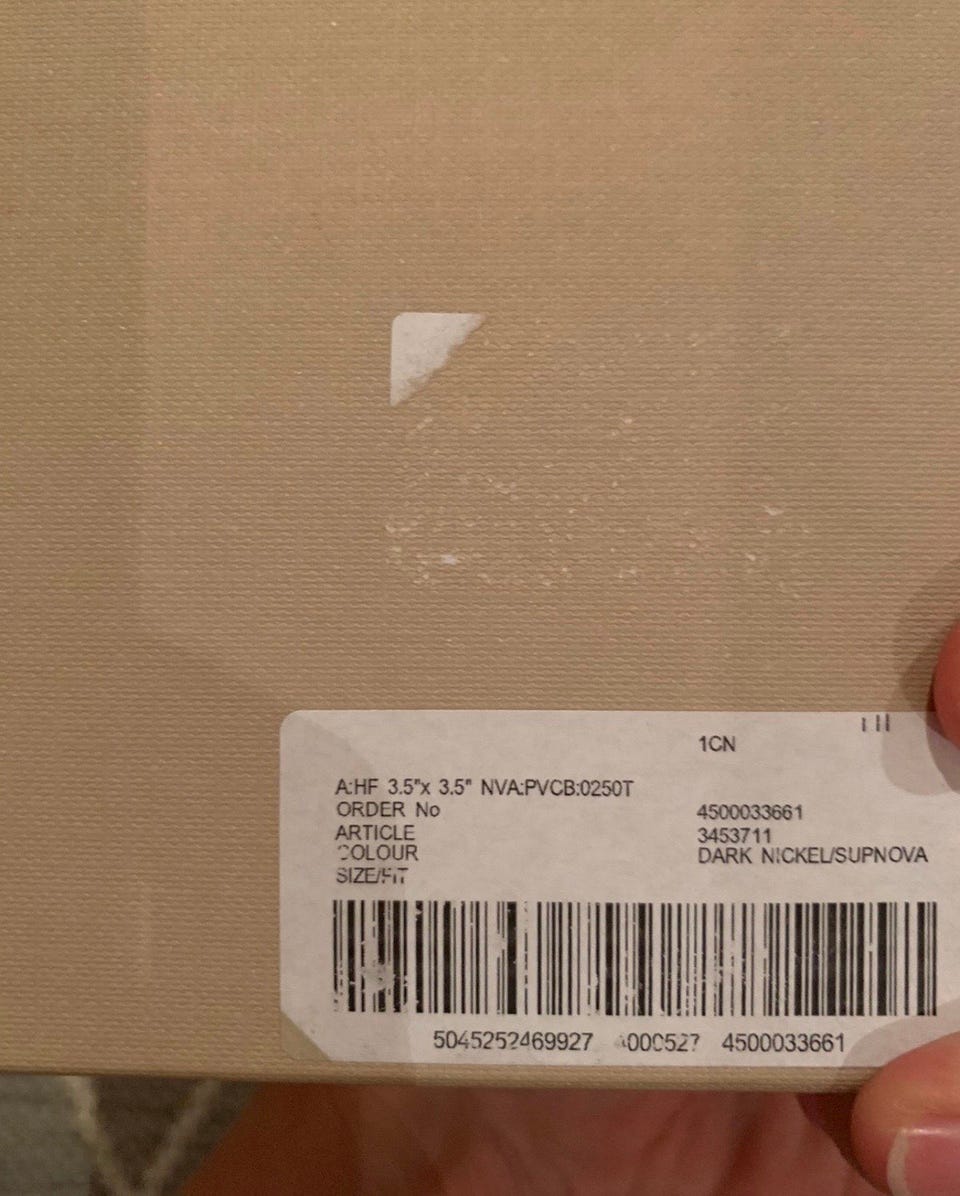 1CN
A:HF 3.5"x 3.5" NVA:PVCB:0250T
ORDER No 4500033661
ARTICLE 3453711
COLOUR DARK NICKEL/SUPNOVA
SIZE/FIT
5045252469927 4500033661